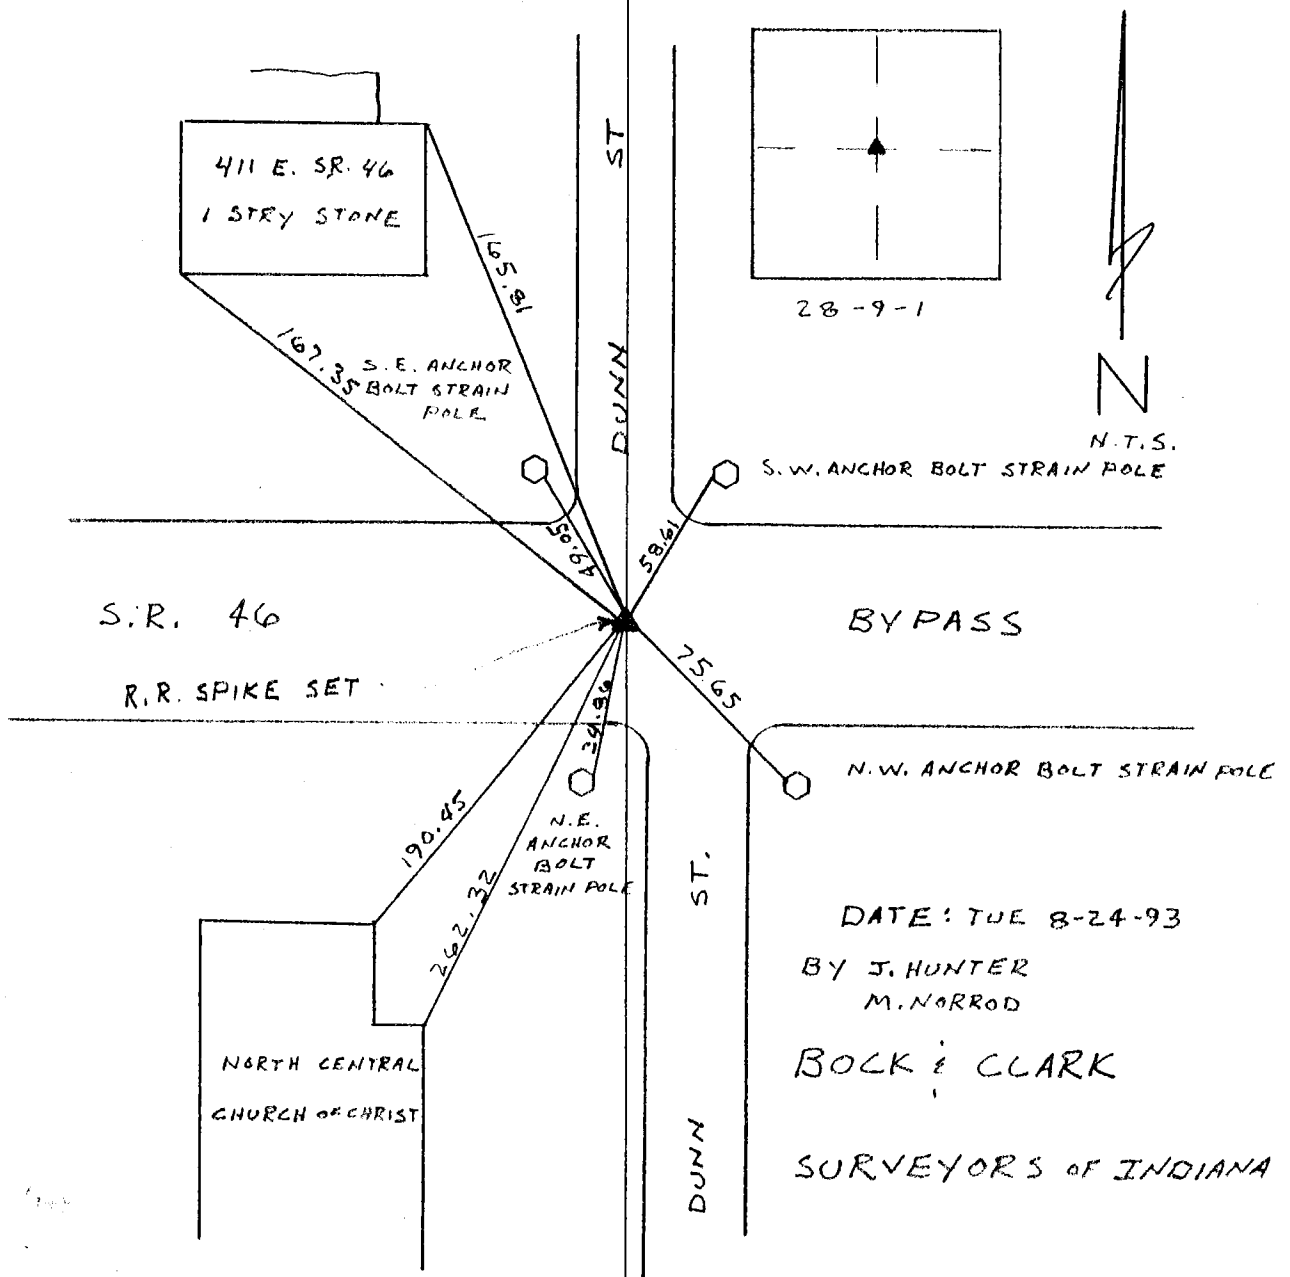 411 E. SR. 46
1 STRY STONE
DUNN ST
28-9-1
165.81
167.35
S.E. ANCHOR
BOLT STRAIN
POLE
N
N.T.S.
S.W. ANCHOR BOLT STRAIN POLE
49.05
58.61
S.R. 46
BYPASS
R.R. SPIKE SET
75.65
N.W. ANCHOR BOLT STRAIN POLE
190.45
262.32
N.E.
ANCHOR
BOLT
STRAIN POLE
DUNN ST.
DATE: TUE 8-24-93
BY J. HUNTER
M. NORROD
BOCK & CLARK
SURVEYORS OF INDIANA
NORTH CENTRAL
CHURCH OF CHRIST